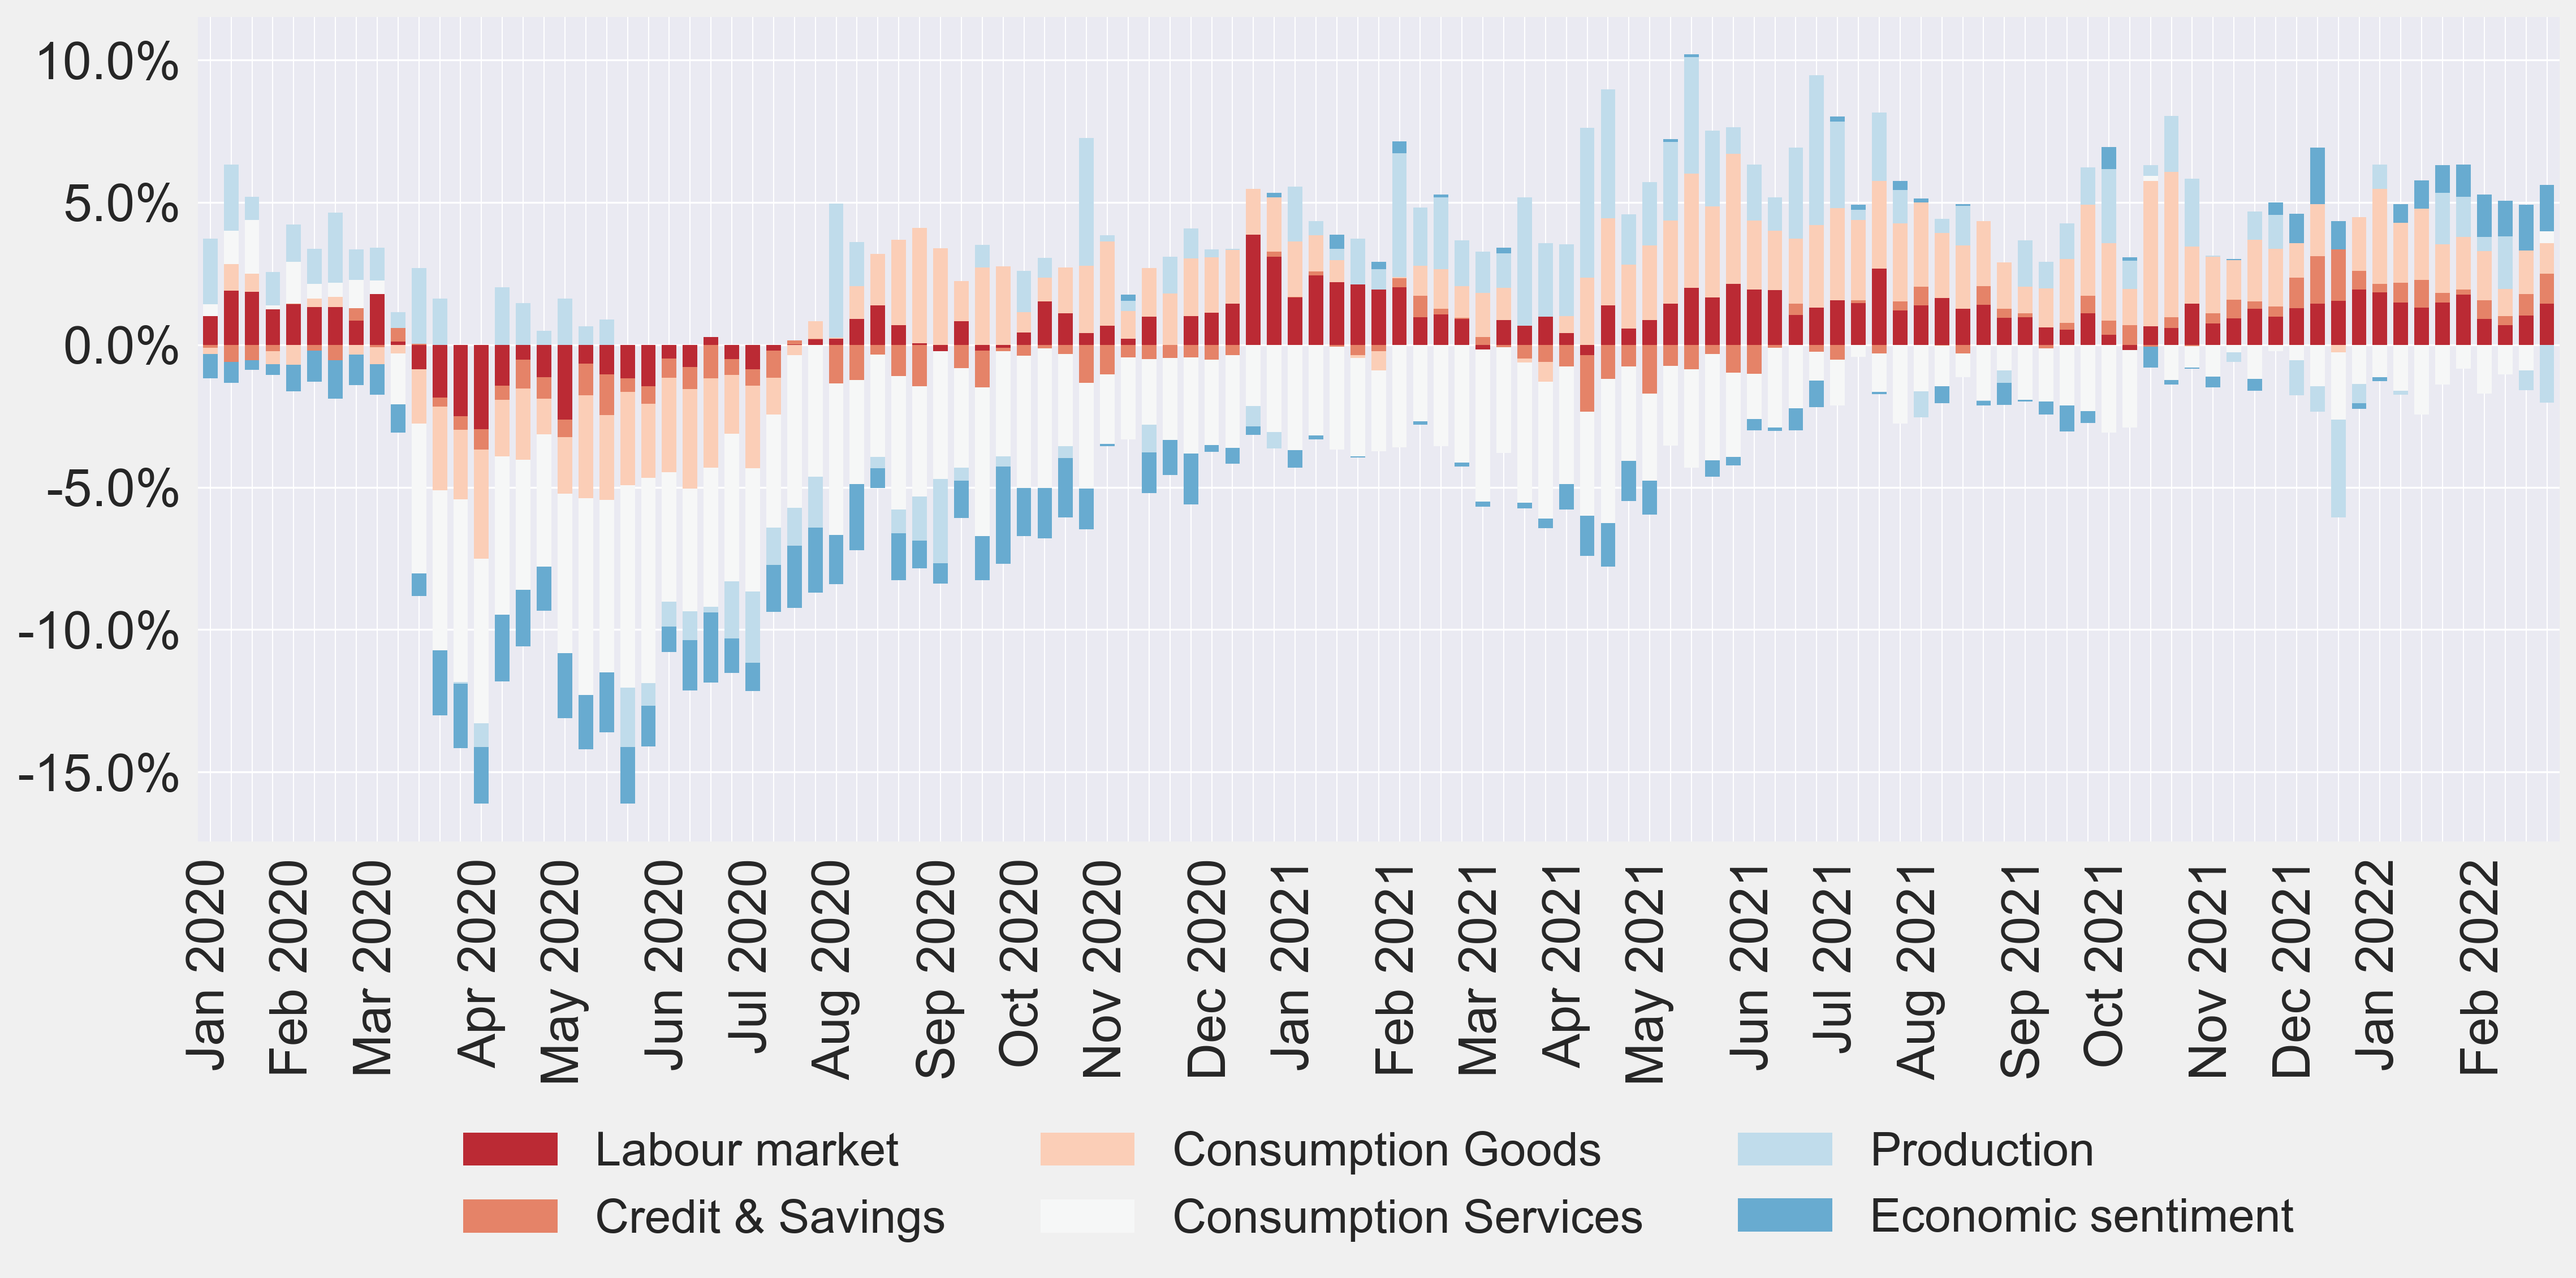 10.0%
5.0%
0.0%
-5.0%
-10.0%
-15.0%
Jan 2020
Feb 2020
Mar 2020
Apr 2020
May 2020
Jun 2020
Jul 2020
Aug 2020
Sep 2020
Oct 2020
Nov 2020
Dec 2020
Jan 2021
Feb 2021
Mar 2021
Apr 2021
May 2021
Jun 2021
Jul 2021
Aug 2021
Sep 2021
Oct 2021
Nov 2021
Dec 2021
Jan 2022
Feb 2022
Labour market
Consumption Goods
Production
Credit & Savings
Consumption Services
Economic sentiment